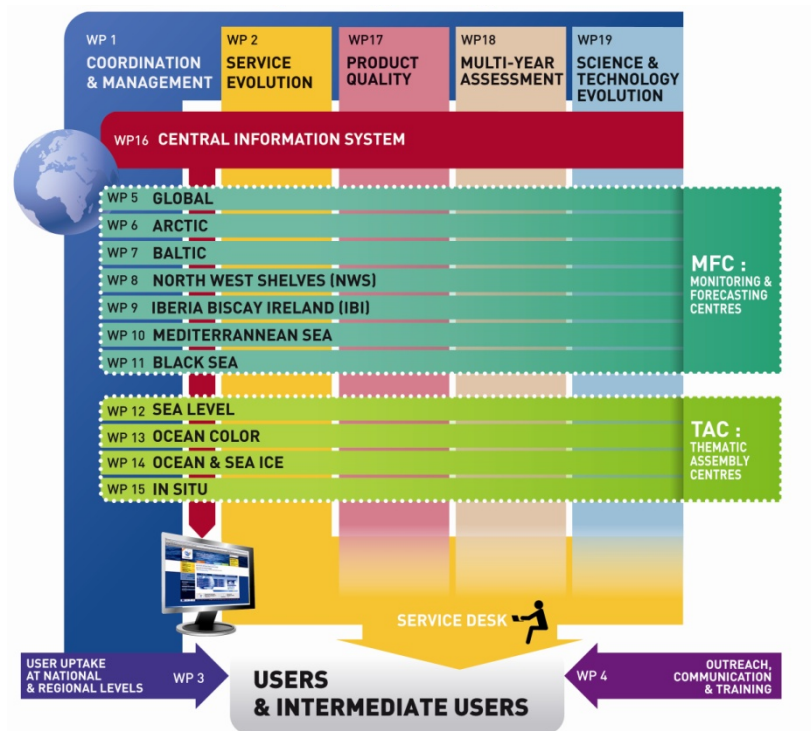 WP 1
COORDINATION
& MANAGEMENT
WP 2
SERVICE
EVOLUTION
WP17
PRODUCT
QUALITY
WP18
MULTI-YEAR
ASSESSMENT
WP19
SCIENCE &
TECHNOLOGY
EVOLUTION
WP16 CENTRAL INFORMATION SYSTEM
WP 5 GLOBAL
WP 6 ARCTIC
WP 7 BALTIC
WP 8 NORTH WEST SHELVES (NWS)
WP 9 IBERIA BISCAY IRELAND (IBI)
WP 10 MEDITERRANNEAN SEA
WP 11 BLACK SEA
MFC :
MONITORING &
FORECASTING
CENTRES
WP 12 SEA LEVEL
WP 13 OCEAN COLOR
WP 14 OCEAN & SEA ICE
WP 15 IN SITU
TAC :
THEMATIC
ASSEMBLY
CENTRES
SERVICE DESK
USER UPTAKE
AT NATIONAL
& REGIONAL LEVELS
WP 3
USERS
& INTERMEDIATE USERS
WP 4
OUTREACH,
COMMUNICATION
& TRAINING